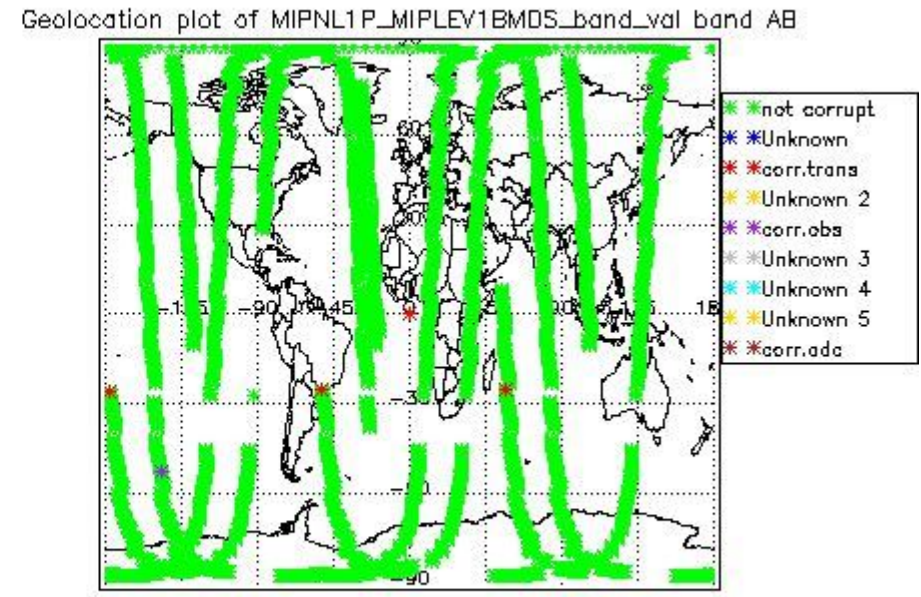 Geolocation plot of MIPNL1P_MIPLEV1BMDS_band_val band AB
not corrupt
Unknown
corr.trans
Unknown 2
corr.obs
Unknown 3
Unknown 4
Unknown 5
corr.adc
60
-90
-90